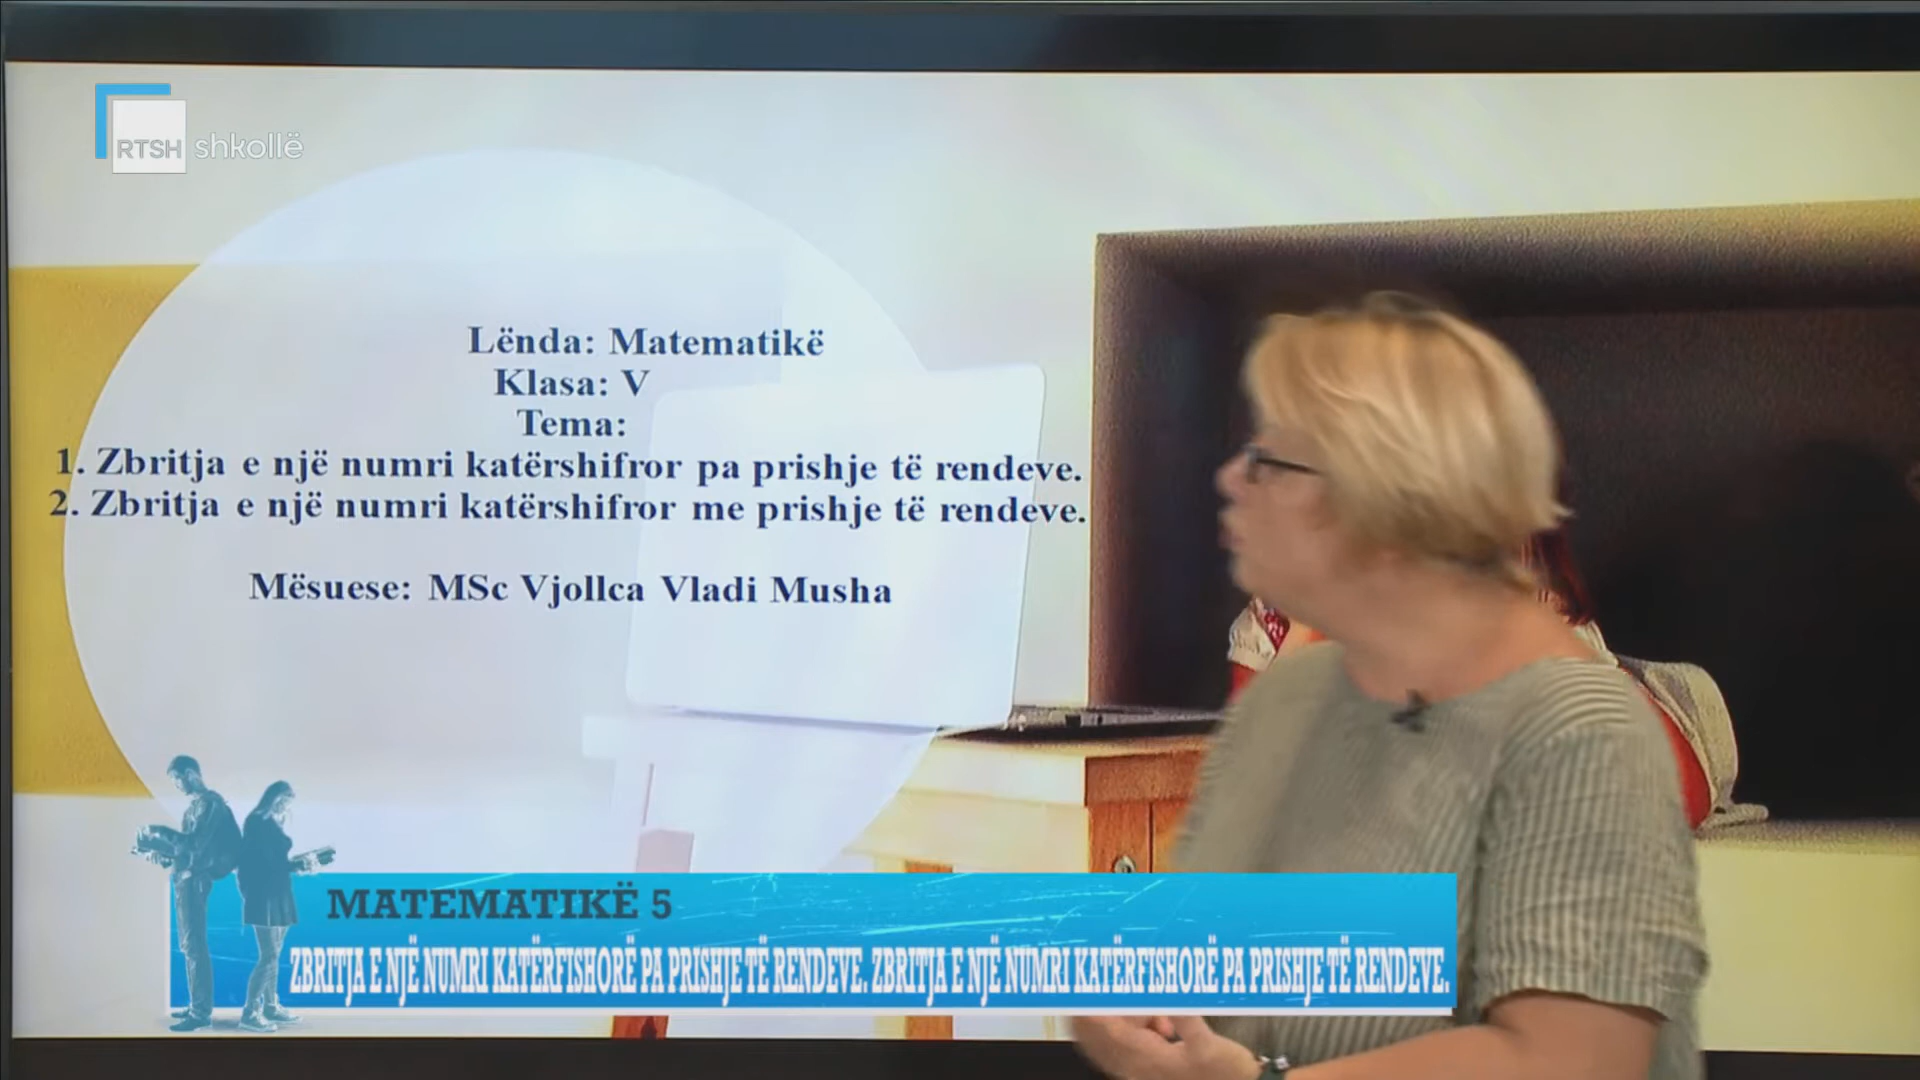 RTSH shkollë
Lënda: Matematikë
Klasa: V
Tema:
1. Zbritja e një numri katërshifror pa prishje të rendeve.
2. Zbritja e një numri katërshifror me prishje të rendeve.
Mësuese: MSc Vjollca Vladi Musha
MATEMATIKË 5
ZBRITJA E NJË NUMRI KATËRFISHORË PA PRISHJE TË RENDEVE. ZBRITJA E NJË NUMRI KATËRFISHORË PA PRISHJE TË RENDEVE.